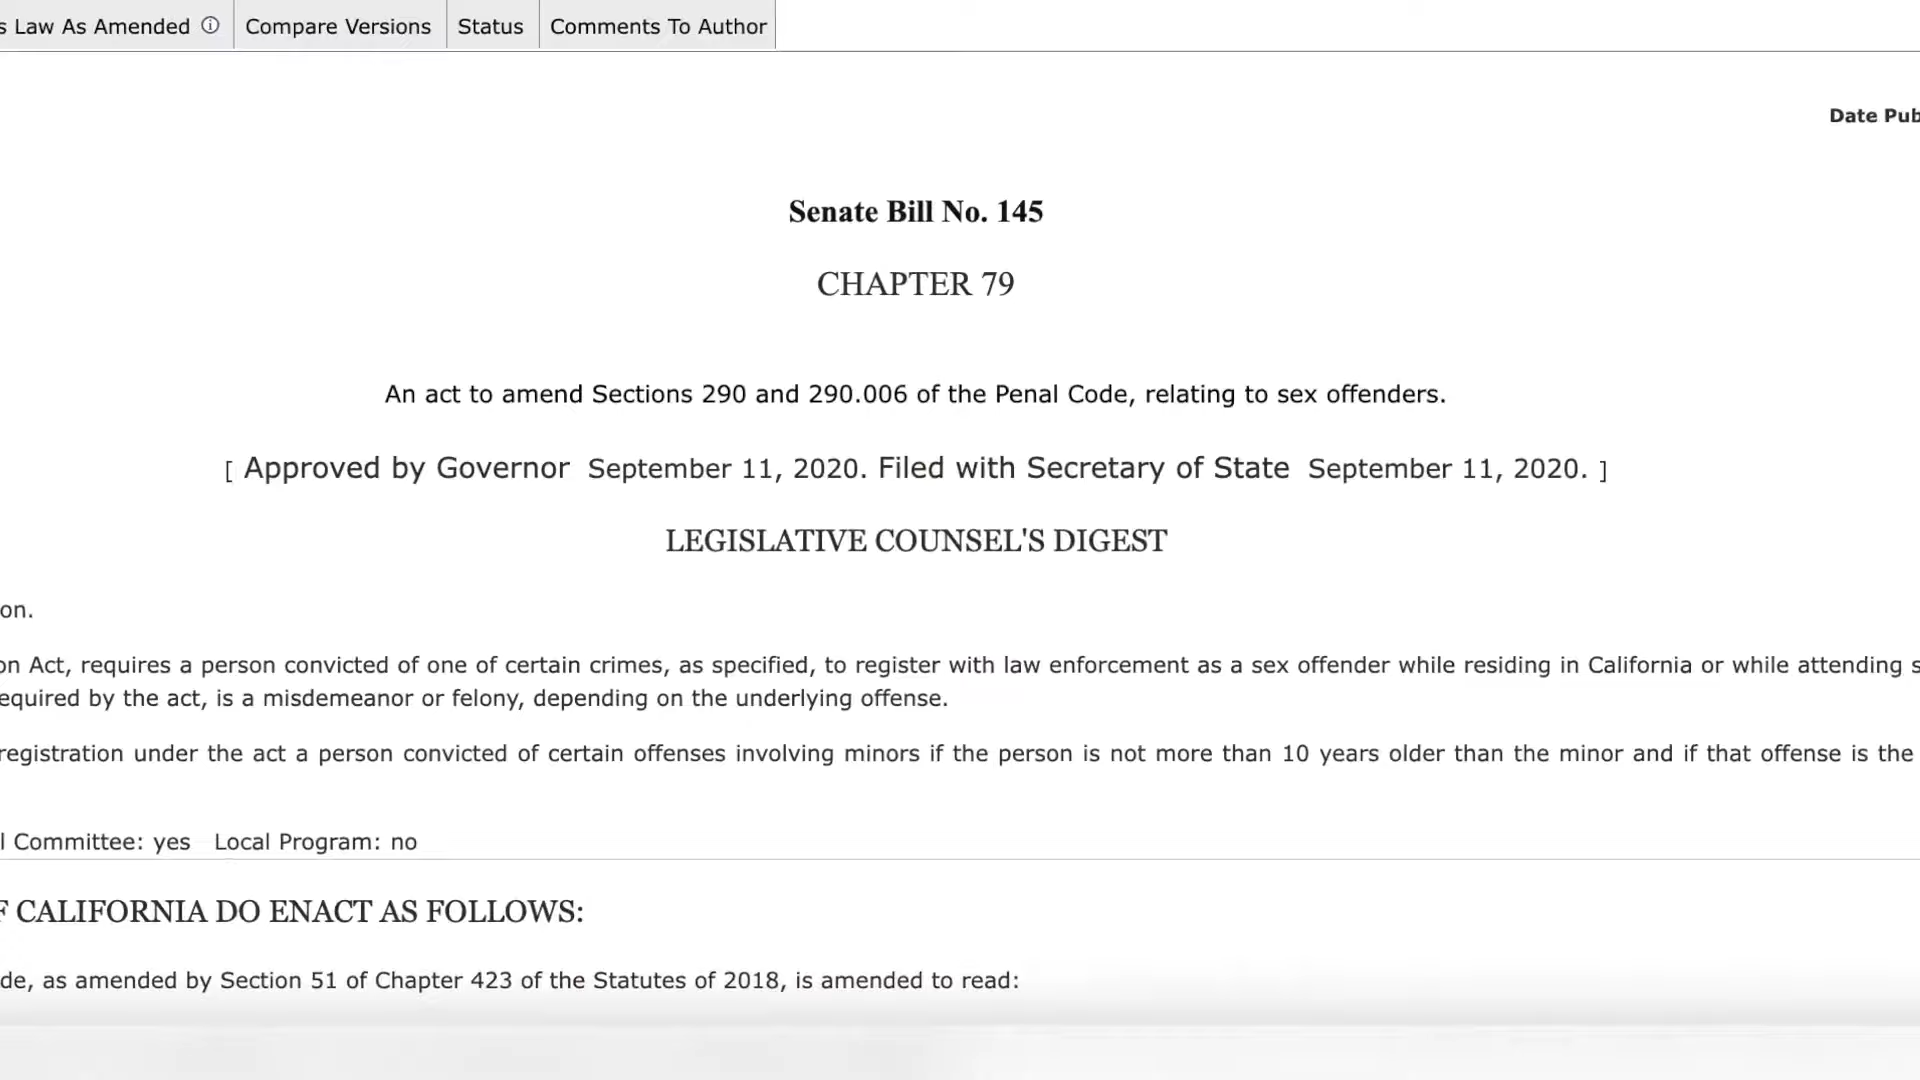 s Law As Amended
Compare Versions
Status
Comments To Author
Date Pub
Senate Bill No. 145
CHAPTER 79
An act to amend Sections 290 and 290.006 of the Penal Code, relating to sex offenders.
[ Approved by Governor September 11, 2020. Filed with Secretary of State September 11, 2020. ]
LEGISLATIVE COUNSEL'S DIGEST
on.
on Act, requires a person convicted of one of certain crimes, as specified, to register with law enforcement as a sex offender while residing in California or while attending s
equired by the act, is a misdemeanor or felony, depending on the underlying offense.
registration under the act a person convicted of certain offenses involving minors if the person is not more than 10 years older than the minor and if that offense is the
l Committee: yes Local Program: no
F CALIFORNIA DO ENACT AS FOLLOWS:
de, as amended by Section 51 of Chapter 423 of the Statutes of 2018, is amended to read: